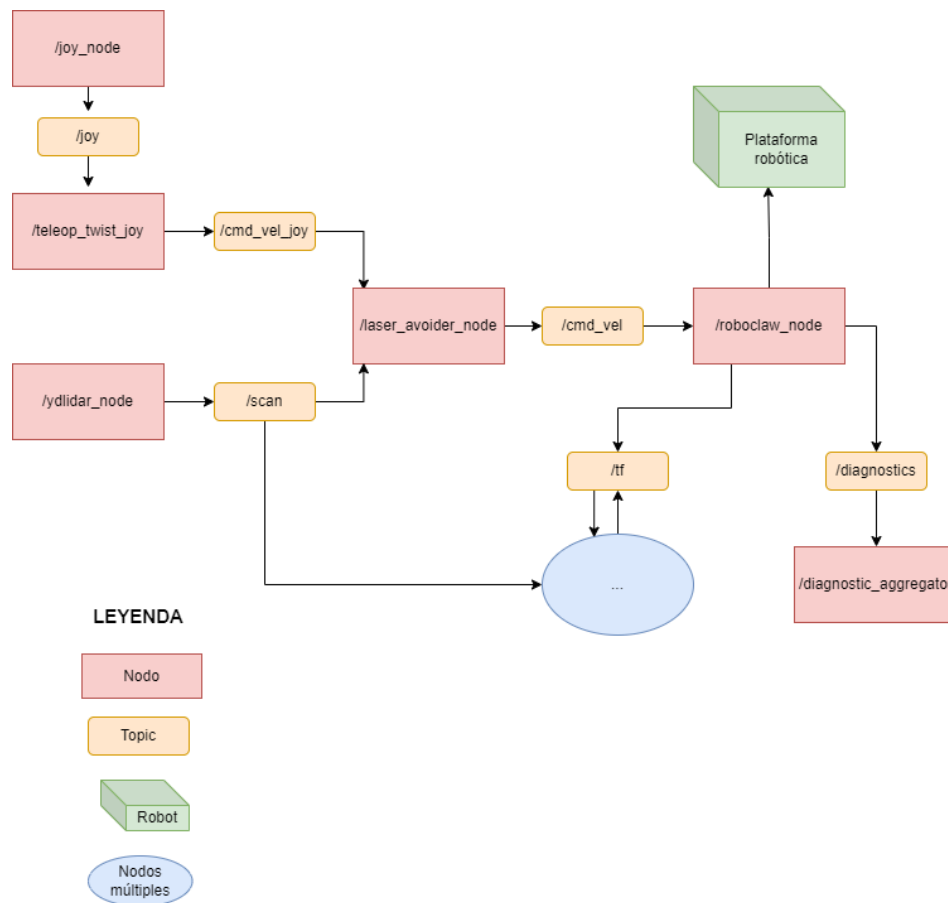 /joy_node
/joy
/teleop_twist_joy
/cmd_vel_joy
Plataforma
robótica
/laser_avoider_node
/cmd_vel
/roboclaw_node
/ydlidar_node
/scan
/tf
/diagnostics
...
/diagnostic_aggregato
LEYENDA
Nodo
Topic
Robot
Nodos
múltiples